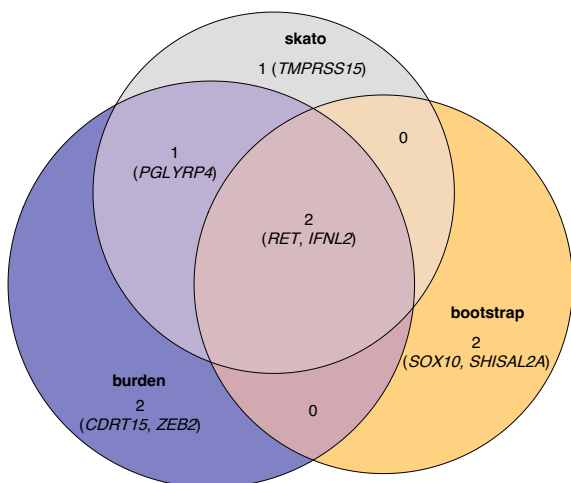 skato
1 (TMPRSS15)
0
1
(PGLYRP4)
2
(RET, IFNL2)
bootstrap
2
(SOX10, SHISAL2A)
burden
2
(CDRT15, ZEB2)
0